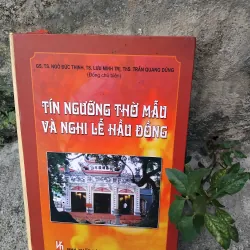 GS. TS. NGÔ ĐỨC THỊNH, TS. LƯU MINH TRỊ, THS. TRẦN QUANG DŨNG
(Đồng chủ biên)
TÍN NGƯỠNG THỜ MẪU
VÀ NGHI LỄ HẦU ĐỒNG